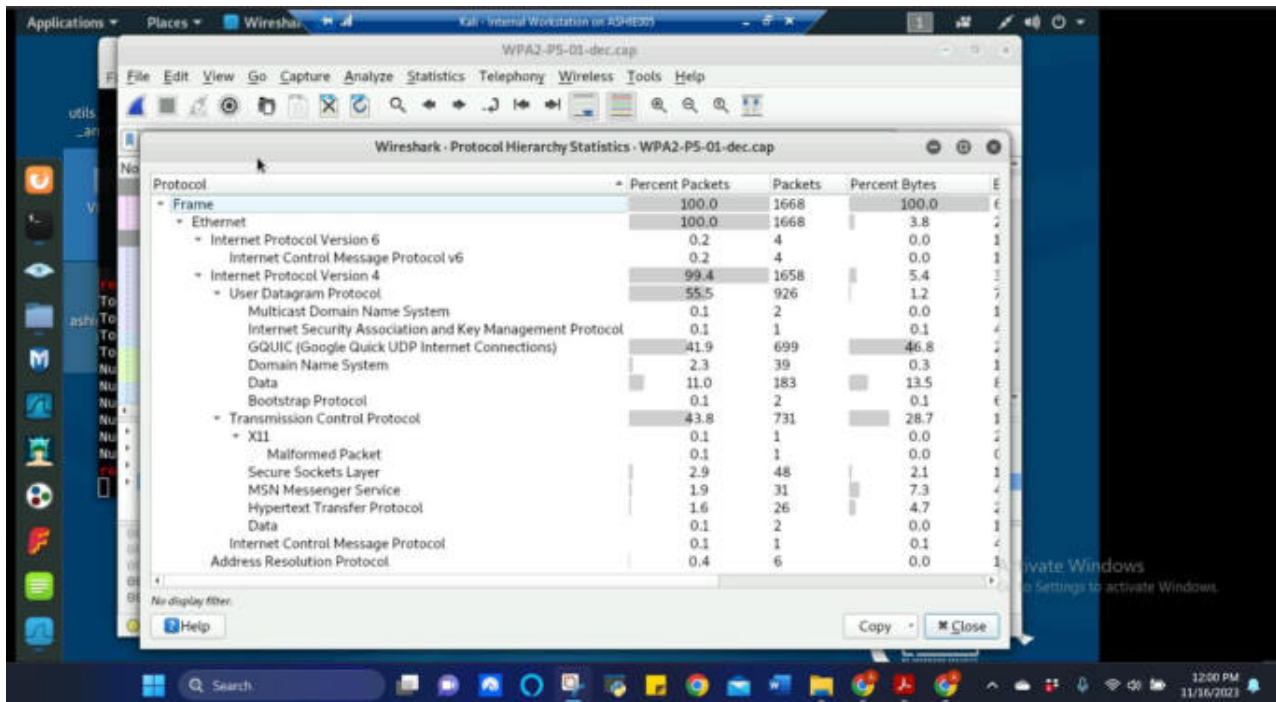 Applications Places Wireshar Kali - Internal Workstation on ASHIE005 1
WPA2-P5-01-dec.cap
File Edit View Go Capture Analyze Statistics Telephony Wireless Tools Help
utils
Wireshark · Protocol Hierarchy Statistics · WPA2-P5-01-dec.cap
No
Protocol Percent Packets Packets Percent Bytes
Frame 100.0 1668 100.0
Ethernet 100.0 1668 3.8
Internet Protocol Version 6 0.2 4 0.0
Internet Control Message Protocol v6 0.2 4 0.0
Internet Protocol Version 4 99.4 1658 5.4
User Datagram Protocol 55.5 926 1.2
Multicast Domain Name System 0.1 2 0.0
Internet Security Association and Key Management Protocol 0.1 1 0.1
GQUIC (Google Quick UDP Internet Connections) 41.9 699 46.8
Domain Name System 2.3 39 0.3
Data 11.0 183 13.5
Bootstrap Protocol 0.1 2 0.1
Transmission Control Protocol 43.8 731 28.7
X11 0.1 1 0.0
Malformed Packet 0.1 1 0.0
Secure Sockets Layer 2.9 48 2.1
MSN Messenger Service 1.9 31 7.3
Hypertext Transfer Protocol 1.6 26 4.7
Data 0.1 2 0.0
Internet Control Message Protocol 0.1 1 0.1
Address Resolution Protocol 0.4 6 0.0
No display filter.
Help Copy Close
ivate Windows
to Settings to activate Windows.
Search
12:00 PM
11/16/2023